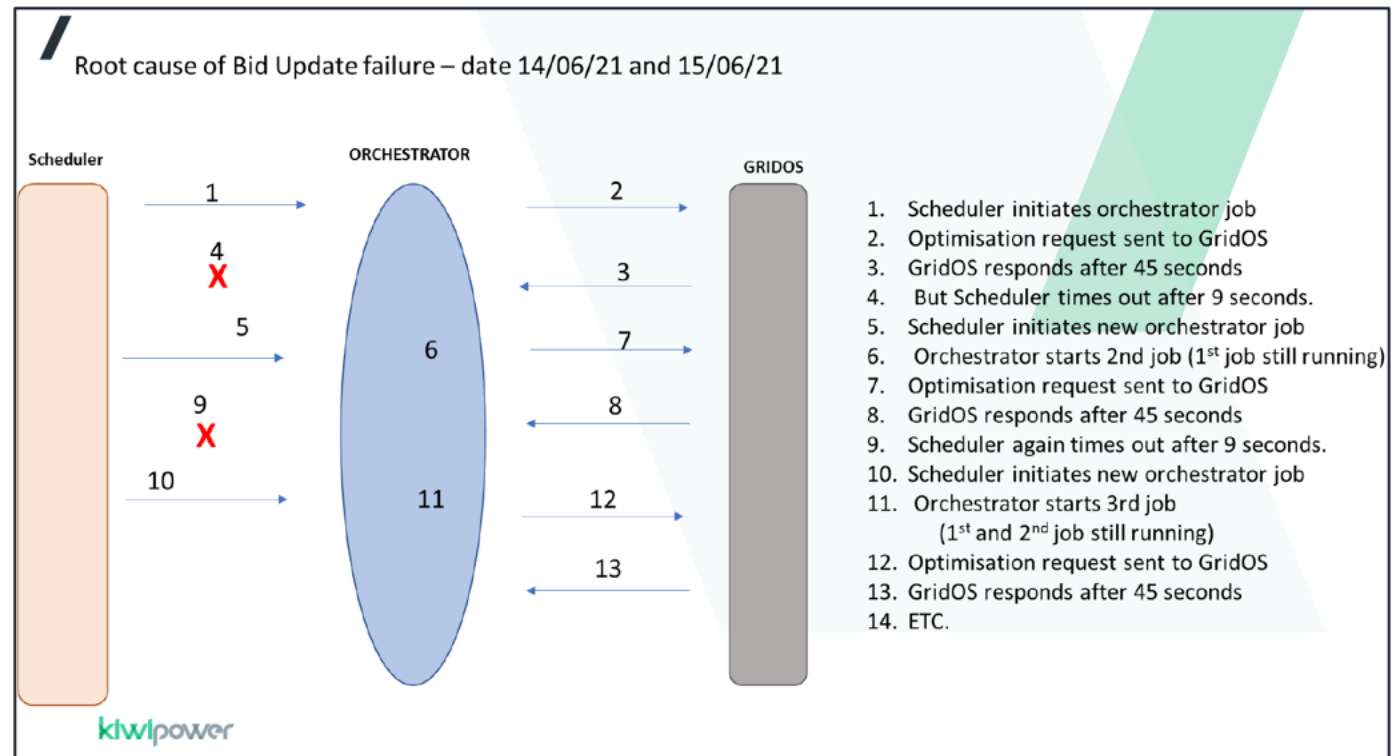 Root cause of Bid Update failure – date 14/06/21 and 15/06/21
Scheduler
ORCHESTRATOR
GRIDOS
1
2
4
X
3
5
6
7
9
X
8
10
11
12
13
1. Scheduler initiates orchestrator job
2. Optimisation request sent to GridOS
3. GridOS responds after 45 seconds
4. But Scheduler times out after 9 seconds.
5. Scheduler initiates new orchestrator job
6. Orchestrator starts 2nd job (1st job still running)
7. Optimisation request sent to GridOS
8. GridOS responds after 45 seconds
9. Scheduler again times out after 9 seconds.
10. Scheduler initiates new orchestrator job
11. Orchestrator starts 3rd job
(1st and 2nd job still running)
12. Optimisation request sent to GridOS
13. GridOS responds after 45 seconds
14. ETC.
kiwipower